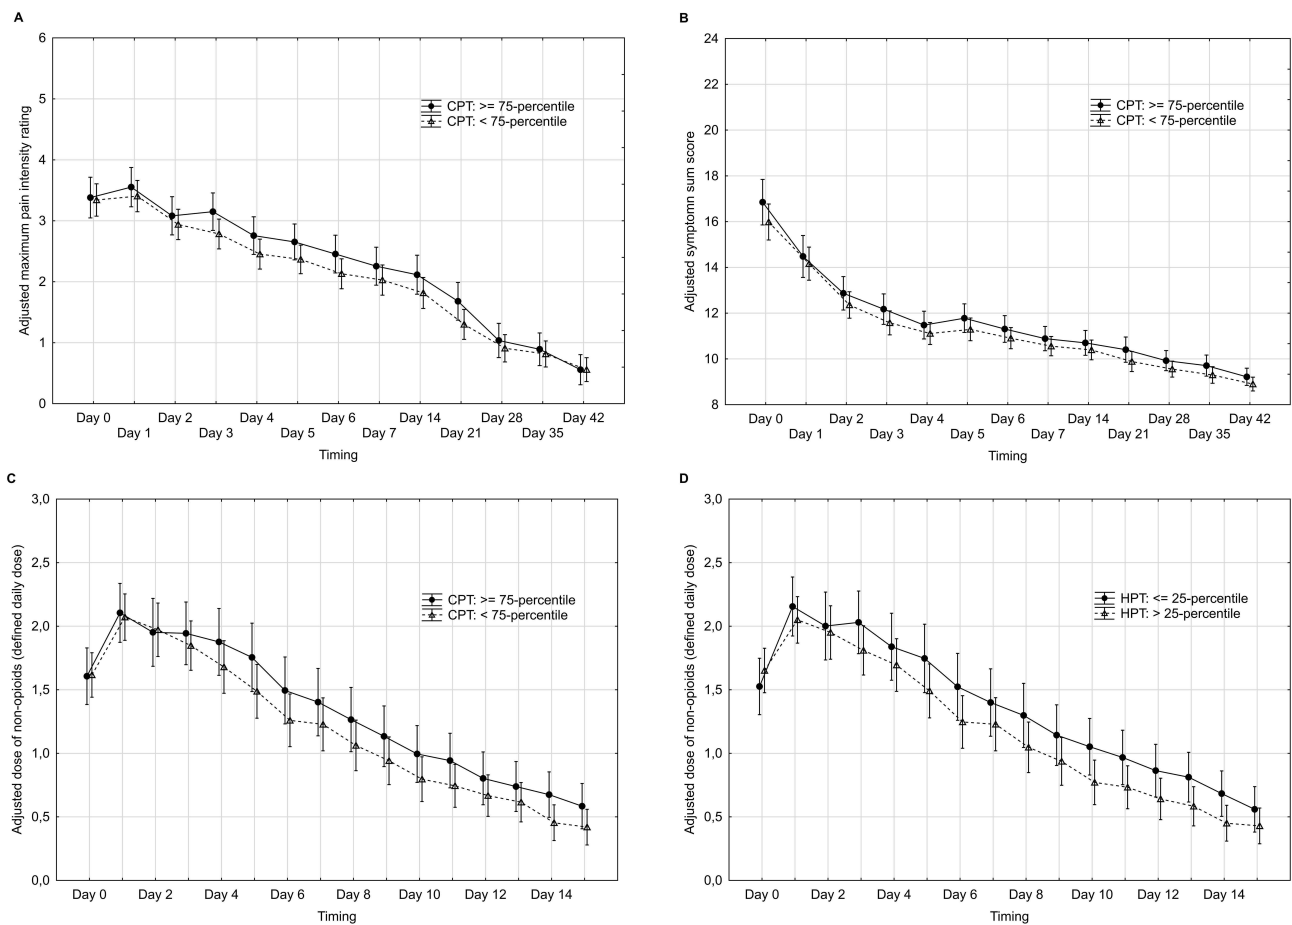 A
Adjusted maximum pain intensity rating
6
5
4
3
2
1
0
CPT: >= 75-percentile
CPT: < 75-percentile
Day 0 Day 2 Day 4 Day 6 Day 14 Day 28 Day 42
Day 1 Day 3 Day 5 Day 7 Day 21 Day 35
Timing
B
Adjusted symptomn sum score
24
22
20
18
16
14
12
10
8
CPT: >= 75-percentile
CPT: < 75-percentile
Day 0 Day 2 Day 4 Day 6 Day 14 Day 28 Day 42
Day 1 Day 3 Day 5 Day 7 Day 21 Day 35
Timing
C
Adjusted dose of non-opioids (defined daily dose)
3,0
2,5
2,0
1,5
1,0
0,5
0,0
CPT: >= 75-percentile
CPT: < 75-percentile
Day 0 Day 2 Day 4 Day 6 Day 8 Day 10 Day 12 Day 14
Timing
D
Adjusted dose of non-opioids (defined daily dose)
3,0
2,5
2,0
1,5
1,0
0,5
0,0
HPT: <= 25-percentile
HPT: > 25-percentile
Day 0 Day 2 Day 4 Day 6 Day 8 Day 10 Day 12 Day 14
Timing